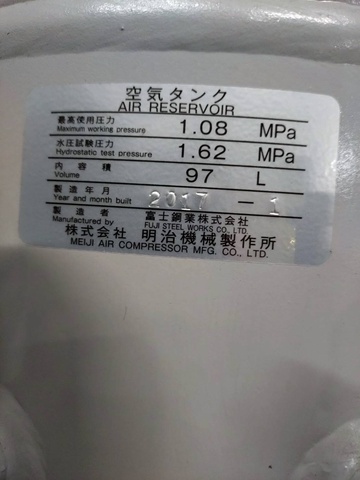 空気タンク
AIR RESERVOIR
最高使用圧力
Maximum working pressure
1.08 MPa
水圧試験圧力
Hydrostatic test pressure
1.62 MPa
内容積
Volume
97 L
製造年月
Year and month built
2017 - 1
製造者
Manufactured by
富士鋼業株式会社
FUJI STEEL WORKS CO., LTD.
株式会社 明治機械製作所
MEIJI AIR COMPRESSOR MFG. CO., LTD.